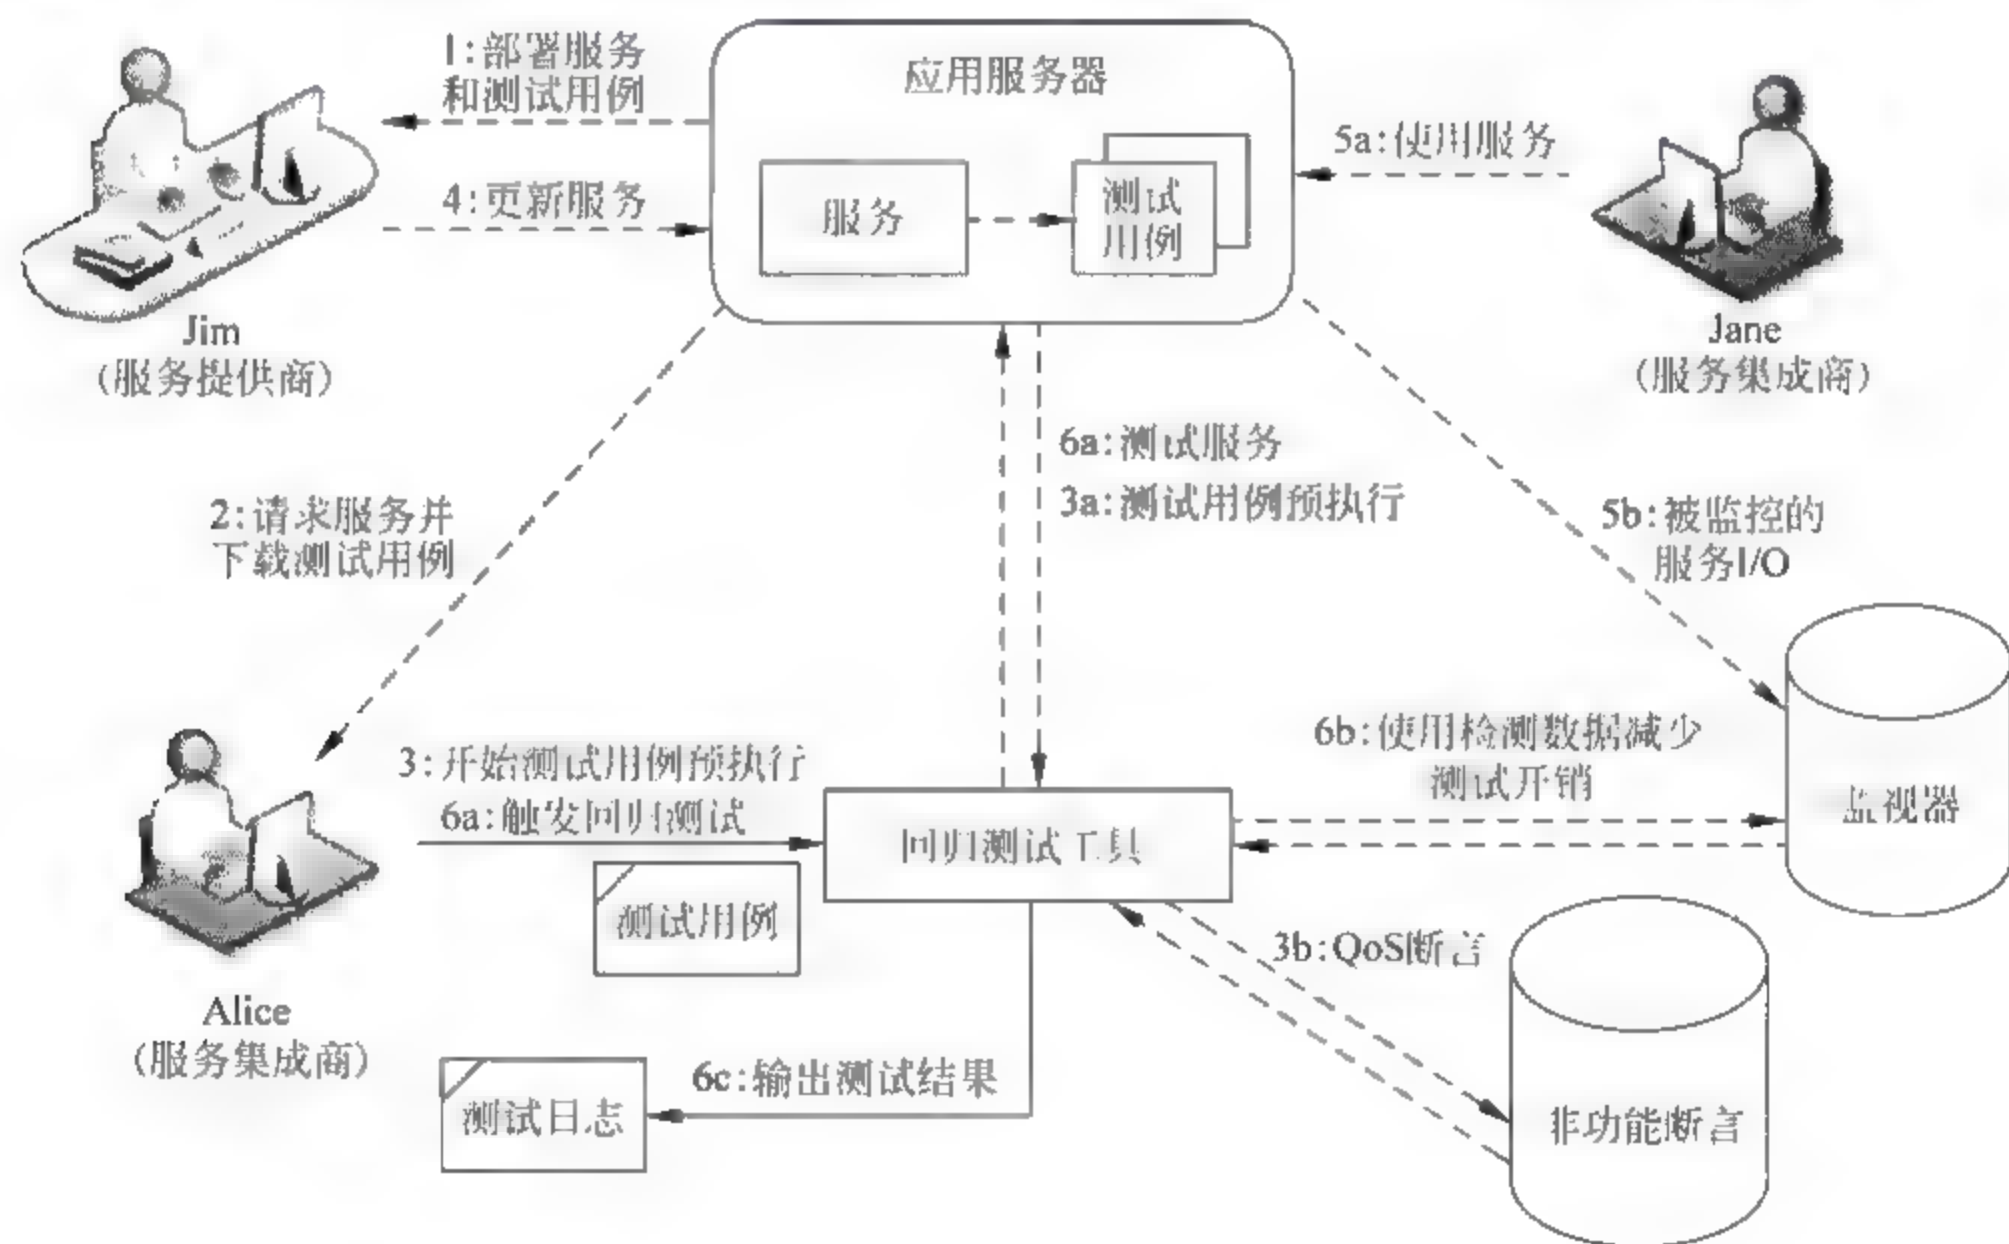 1:部署服务
和测试用例
应用服务器
5a:使用服务
4:更新服务
服务
测试
用例
Jim
(服务提供商)
Jane
(服务集成商)
6a:测试服务
3a:测试用例预执行
2:请求服务并
下载测试用例
5b:被监控的
服务I/O
3:开始测试用例预执行
6a:触发回归测试
6b:使用检测数据减少
测试开销
监视器
回归测试工具
测试用例
3b:QoS断言
Alice
(服务集成商)
6c:输出测试结果
测试日志
非功能断言